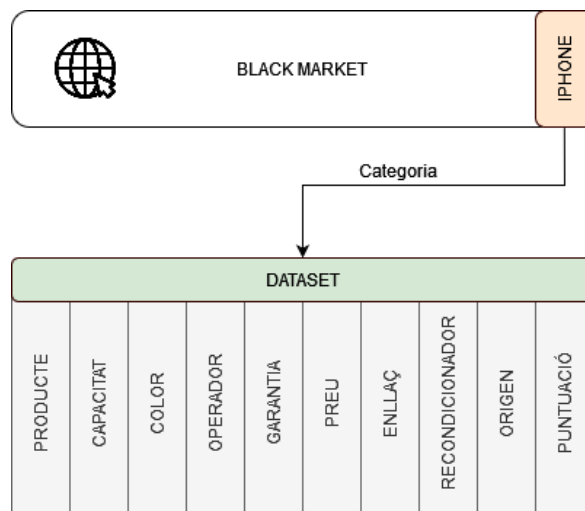 BLACK MARKET
IPHONE
Categoria
DATASET
PRODUCTE
CAPACITAT
COLOR
OPERADOR
GARANTIA
PREU
ENLLAÇ
RECONDICIONADOR
ORIGEN
PUNTUACIÓ